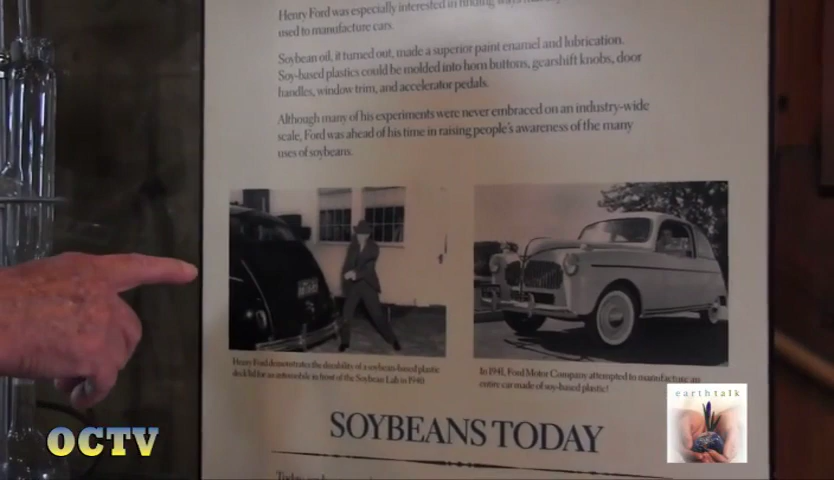 Henry Ford was especially interested in finding ways
used to manufacture cars.
Soybean oil, it turned out, made a superior paint enamel and lubrication.
Soy-based plastics could be molded into horn buttons, gearshift knobs, door
handles, window trim, and accelerator pedals.
Although many of his experiments were never embraced on an industry-wide
scale, Ford was ahead of his time in raising people's awareness of the many
uses of soybeans.
Henry Ford demonstrates the durability of a soybean-based plastic
deck lid for an automobile in front of the Soybean Lab in 1940
In 1941, Ford Motor Company attempted to manufacture an
entire car made of soy-based plastic!
earthtalk
OCTV
SOYBEANS TODAY